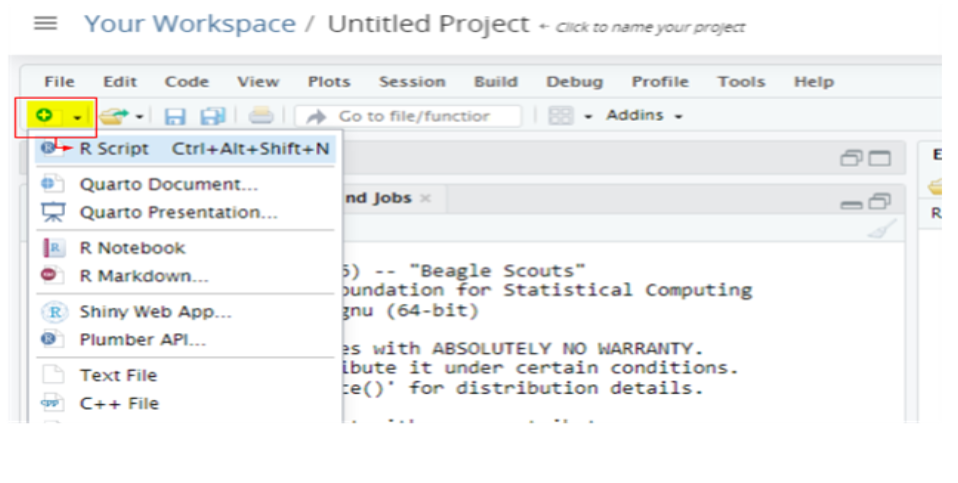 Your Workspace / Untitled Project ← Click to name your project
File Edit Code View Plots Session Build Debug Profile Tools Help
Go to file/function Addins
R Script Ctrl+Alt+Shift+N
Quarto Document...
nd Jobs ×
Quarto Presentation...
R
R Notebook
R Markdown...
) -- "Beagle Scouts"
oundation for Statistical Computing
Shiny Web App...
gnu (64-bit)
Plumber API...
es with ABSOLUTELY NO WARRANTY.
ibute it under certain conditions.
Text File
ce()' for distribution details.
C++ File